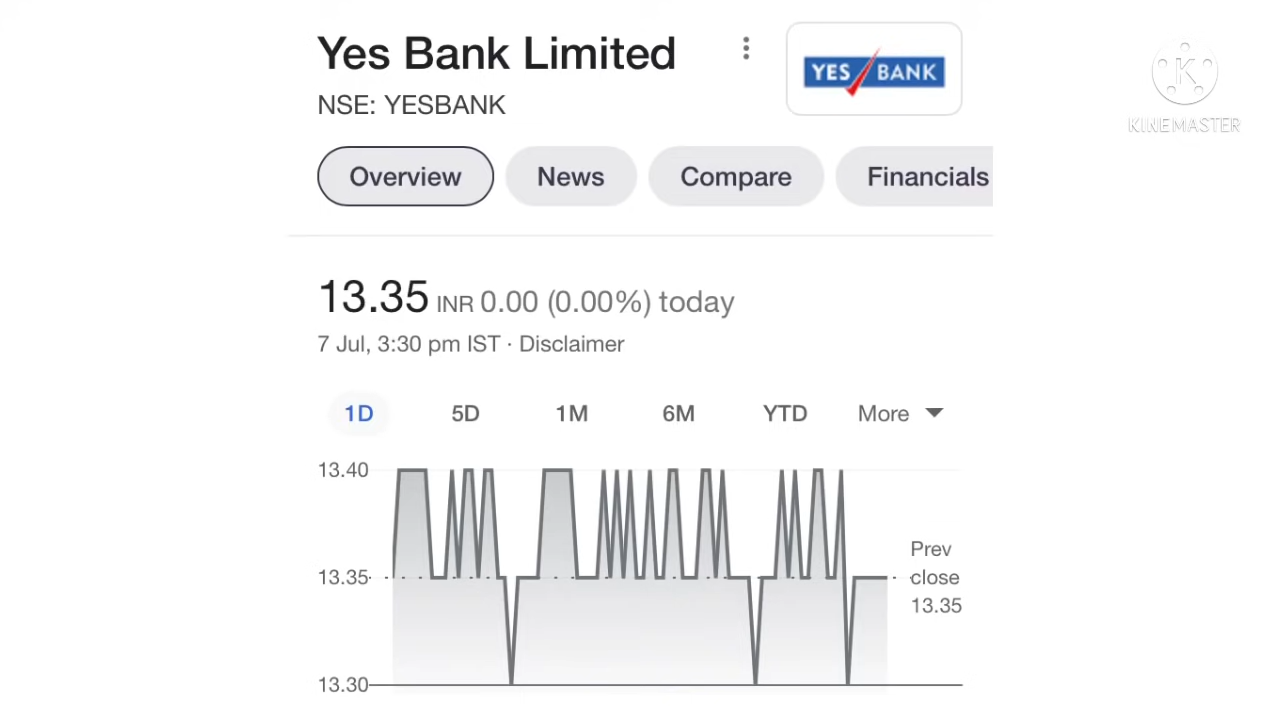 Yes Bank Limited
NSE: YESBANK
YES BANK
K
KINEMASTER
Overview
News
Compare
Financials
13.35 INR 0.00 (0.00%) today
7 Jul, 3:30 pm IST · Disclaimer
1D
5D
1M
6M
YTD
More
13.40
13.35
13.30
Prev
close
13.35